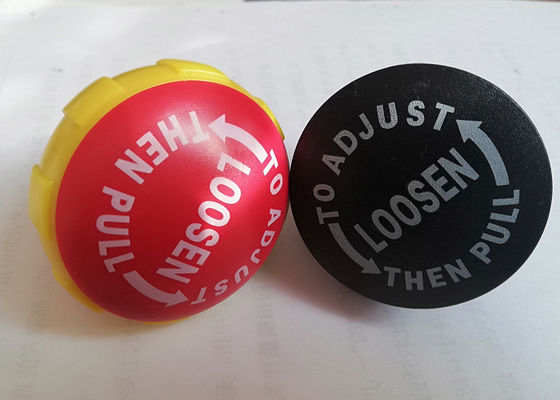 TO ADJUST
LOOSEN
THEN PULL
TO ADJUST
LOOSEN
THEN PULL